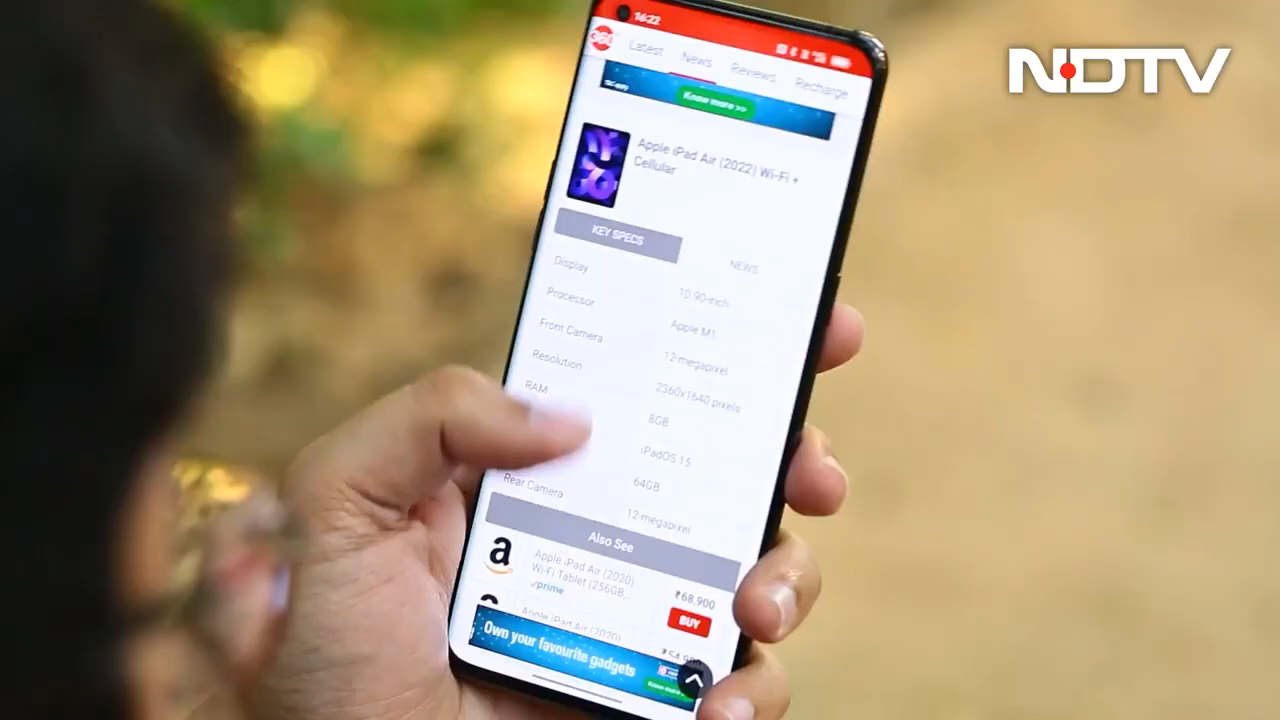 16:22
NDTV
360
Latest
News
Reviews
Recharge
Know more >>
Apple iPad Air (2022) Wi-Fi +
Cellular
KEY SPECS
NEWS
Display
10.90-inch
Processor
Apple M1
Front Camera
12-megapixel
Resolution
2360x1640 pixels
RAM
8GB
iPadOS 15
64GB
Rear Camera
12-megapixel
Also See
a
Apple iPad Air (2020)
Wi-Fi Tablet (256GB...
prime
₹68,900
BUY
Apple iPad Air (2020)
Own your favourite gadgets
Know more